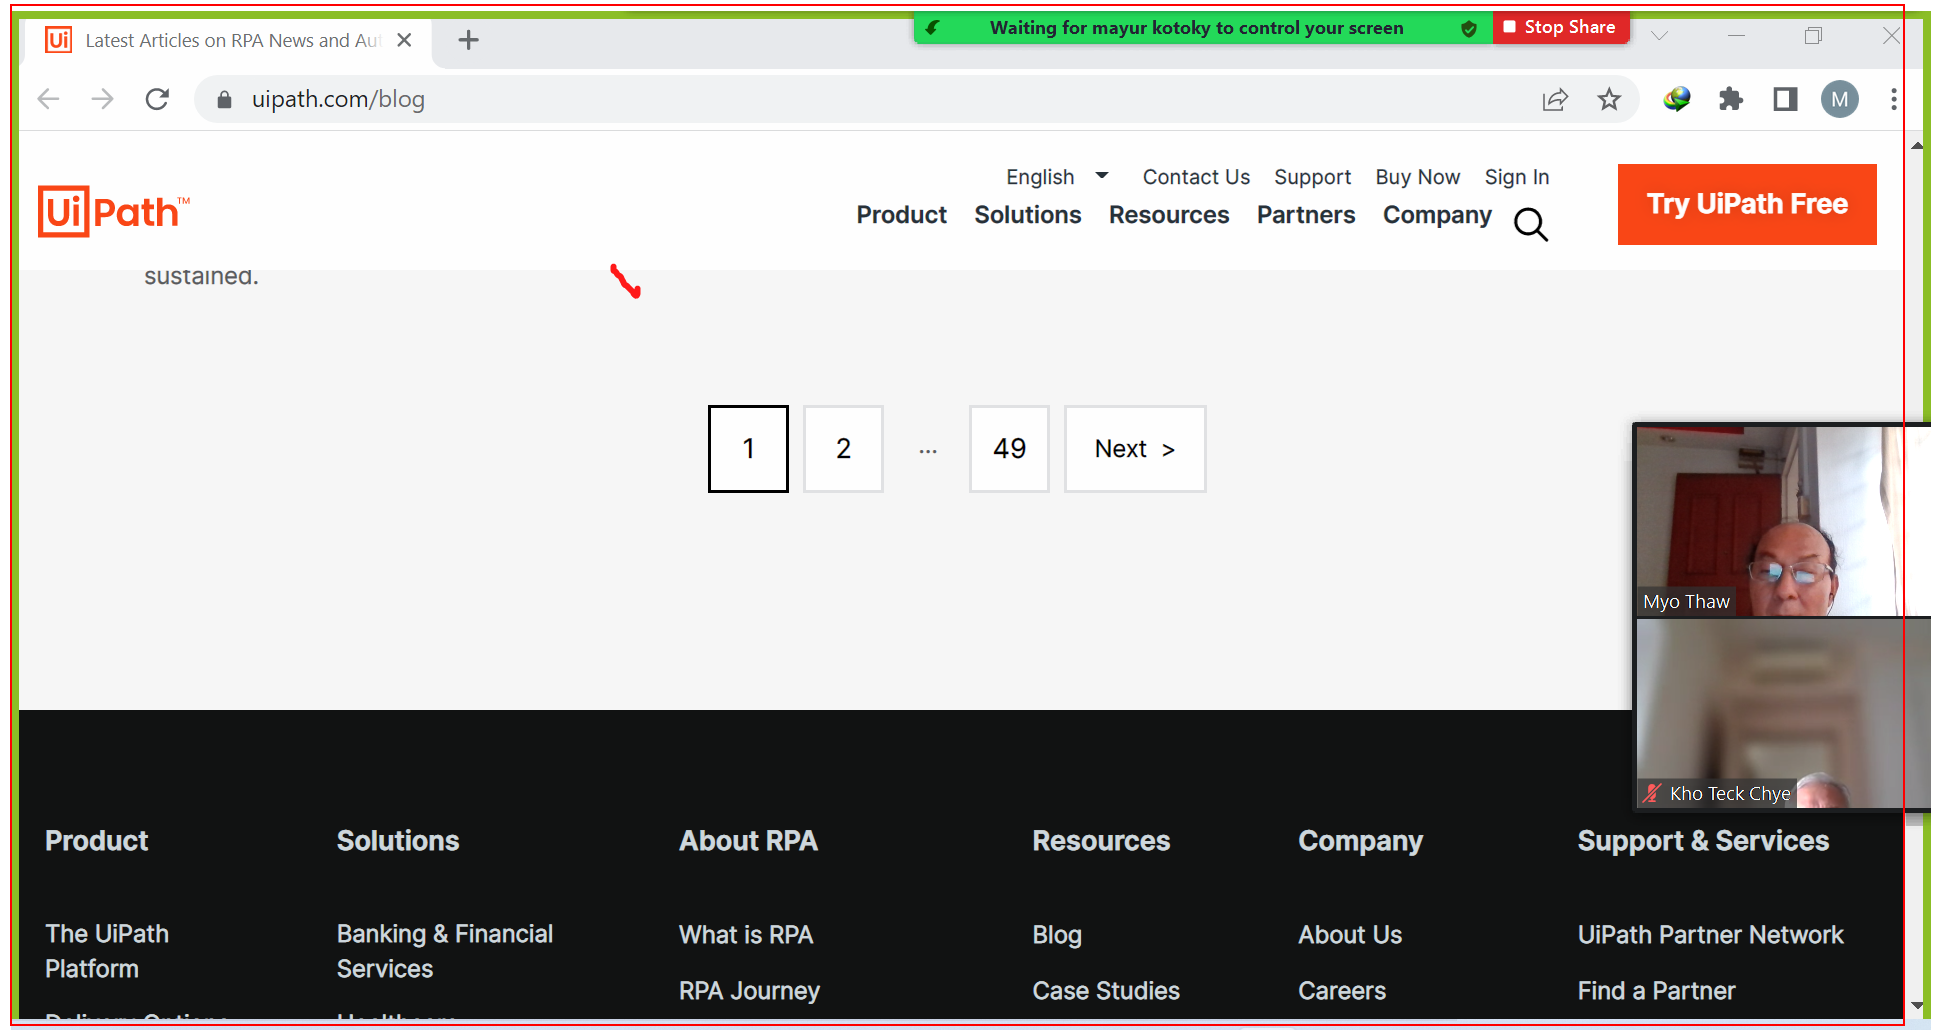 Waiting for mayur kotoky to control your screen
Stop Share
Ui Latest Articles on RPA News and Aut
uipath.com/blog
M
English Contact Us Support Buy Now Sign In
UiPath™
Product Solutions Resources Partners Company
Try UiPath Free
sustained.
1 2 ... 49 Next >
Myo Thaw
Kho Teck Chye
Product Solutions About RPA Resources Company Support & Services
The UiPath Platform
Banking & Financial Services
What is RPA
Blog
About Us
UiPath Partner Network
RPA Journey
Case Studies
Careers
Find a Partner